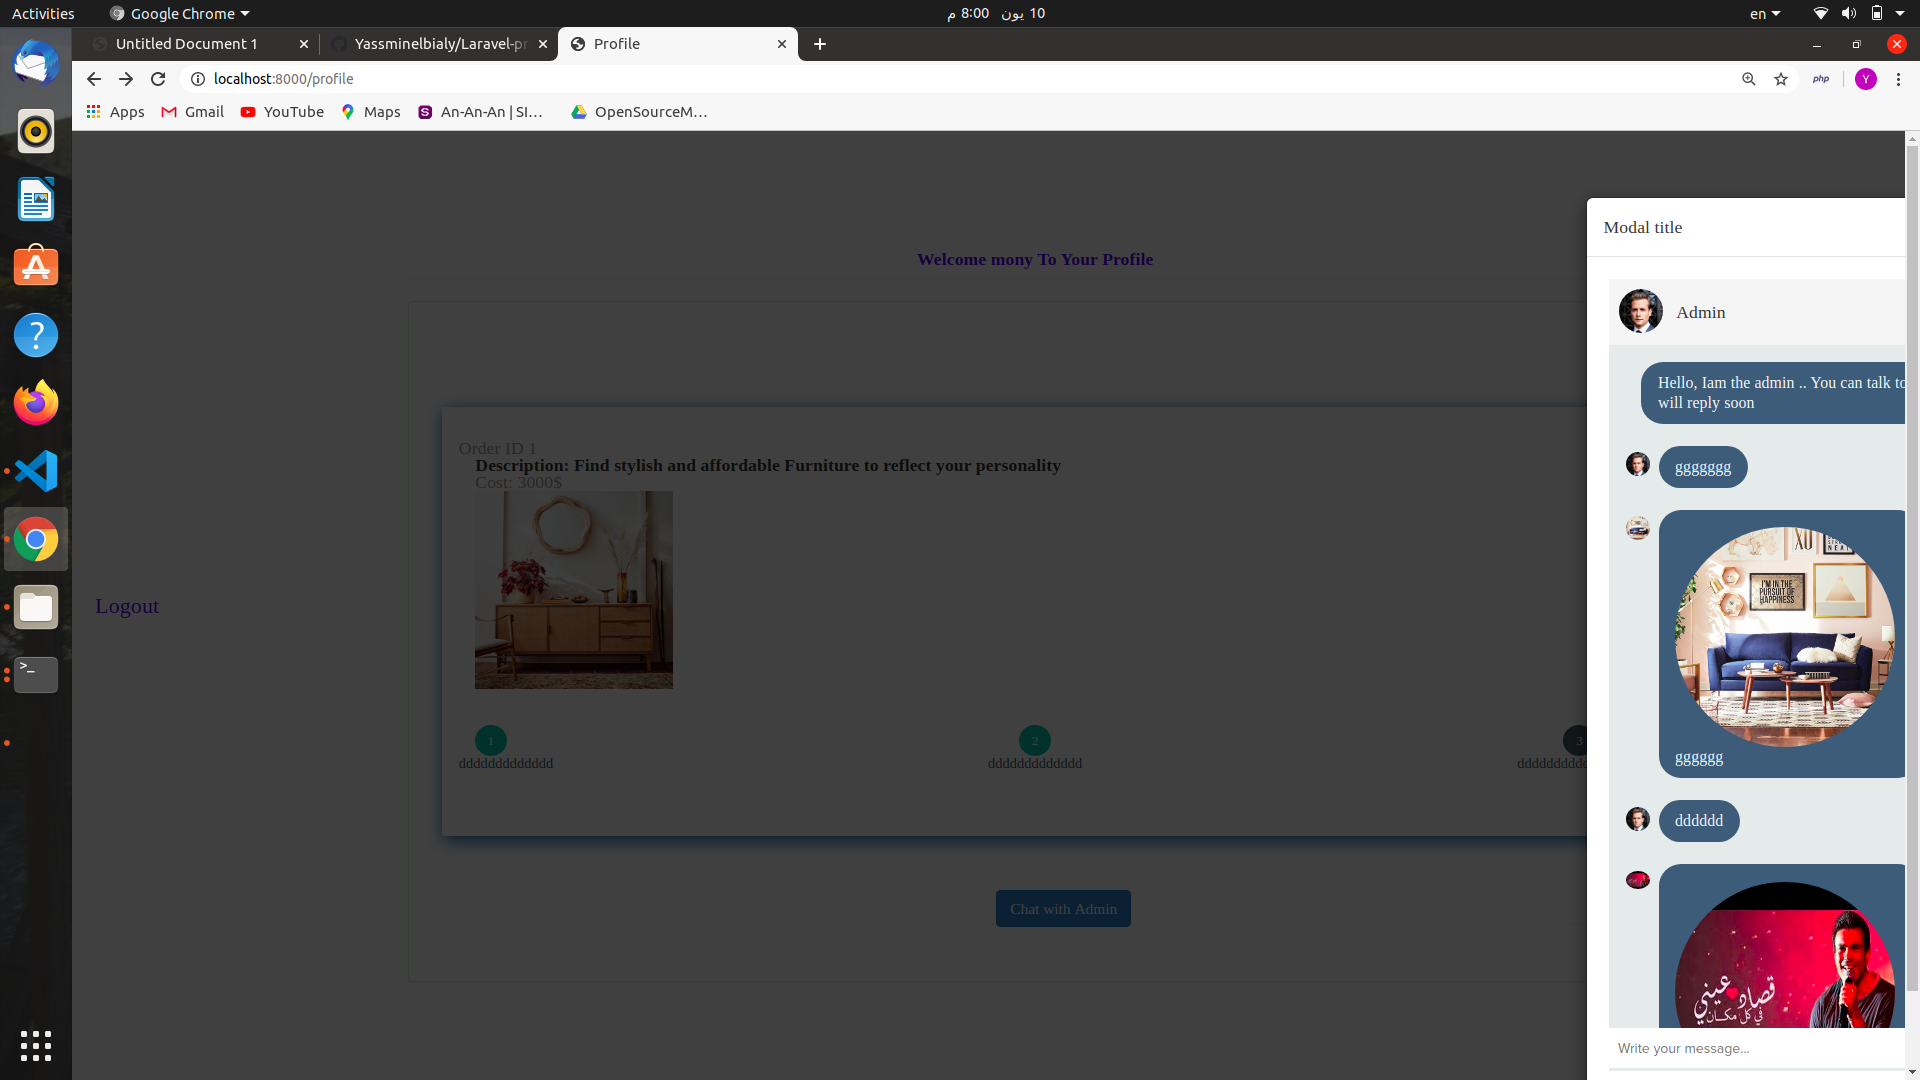 Activities
Google Chrome
10 يون 8:00 م
en
Untitled Document 1
Yassminelbialy/Laravel-pr
Profile
localhost:8000/profile
php
Y
Apps
Gmail
YouTube
Maps
An-An-An | Sl...
OpenSourceM...
Welcome mony To Your Profile
Logout
Order ID 1
Description: Find stylish and affordable Furniture to reflect your personality
Cost: 3000$
1
2
3
ddddddddddddd
ddddddddddddd
Chat with Admin
Modal title
Admin
Hello, Iam the admin .. You can talk to
will reply soon
ggggggg
XO
I'M IN THE
PURSUIT OF
HAPPINESS
gggggg
dddddd
قصاد عيني
في كل مكان
Write your message...